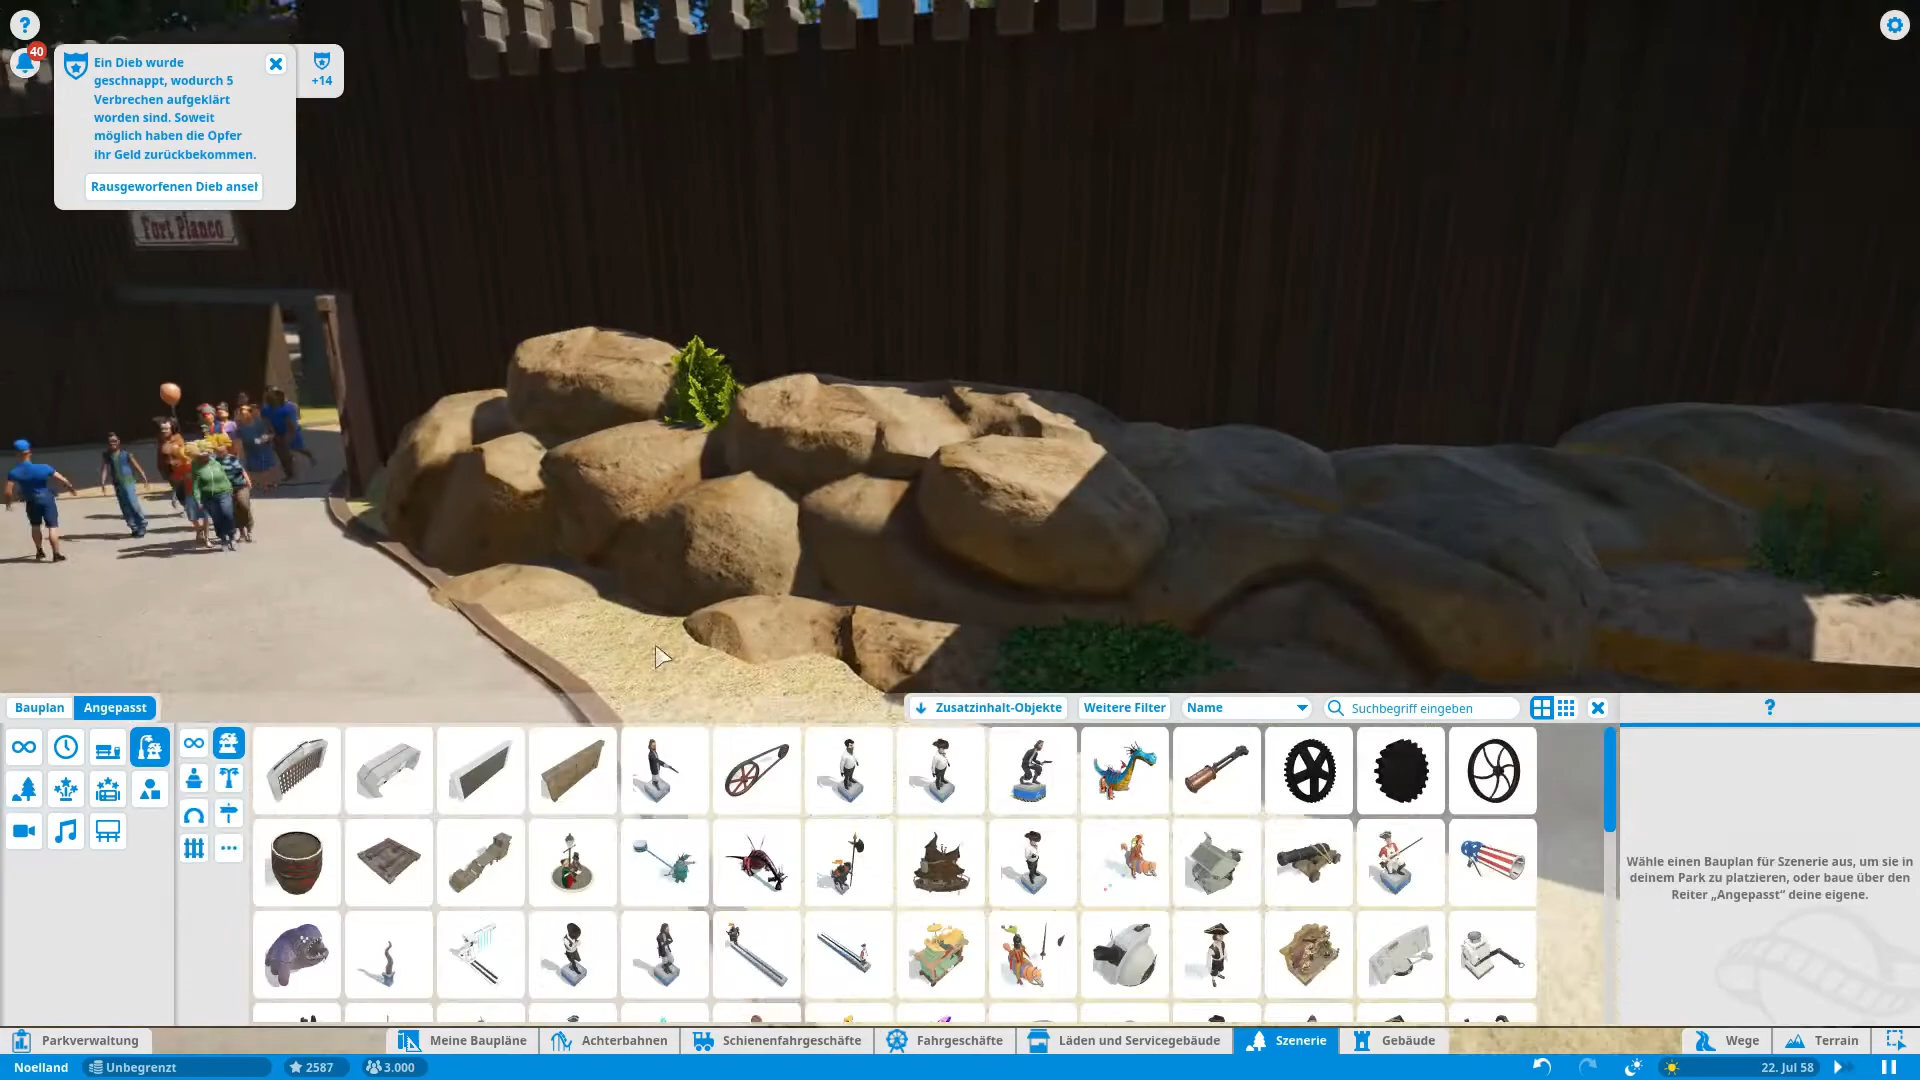 ?
40
Ein Dieb wurde
geschnappt, wodurch 5
Verbrechen aufgeklärt
worden sind. Soweit
möglich haben die Opfer
ihr Geld zurückbekommen.
+14
Rausgeworfenen Dieb anseh
Fort Planco
Bauplan
Angepasst
Zusatzinhalt-Objekte
Weitere Filter
Name
Suchbegriff eingeben
?
Wähle einen Bauplan für Szenerie aus, um sie in
deinem Park zu platzieren, oder baue über den
Reiter „Angepasst“ deine eigene.
Parkverwaltung
Meine Baupläne
Achterbahnen
Schienenfahrgeschäfte
Fahrgeschäfte
Läden und Servicegebäude
Szenerie
Gebäude
Wege
Terrain
Noelland
Unbegrenzt
2587
3.000
22. Jul 58